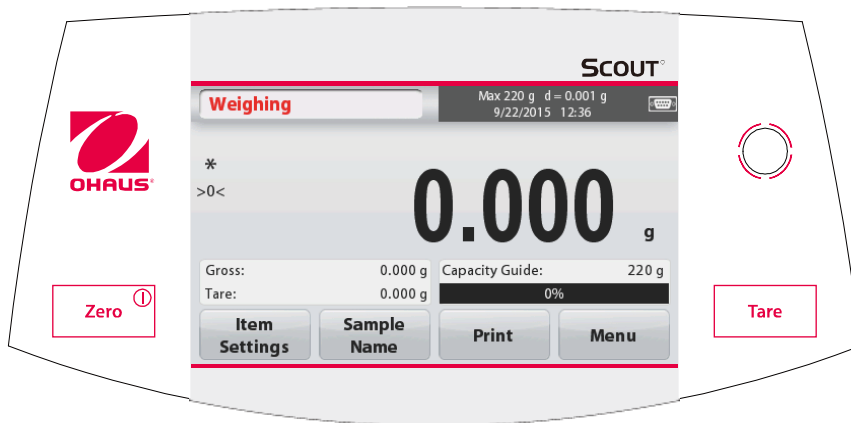 SCOUT
Weighing
Max 220 g d = 0.001 g
9/22/2015 12:36
OHAUS
*
>0<
0.000 g
Gross: 0.000 g Capacity Guide: 220 g
Tare: 0.000 g 0%
Zero
Tare
Item Settings
Sample Name
Print
Menu